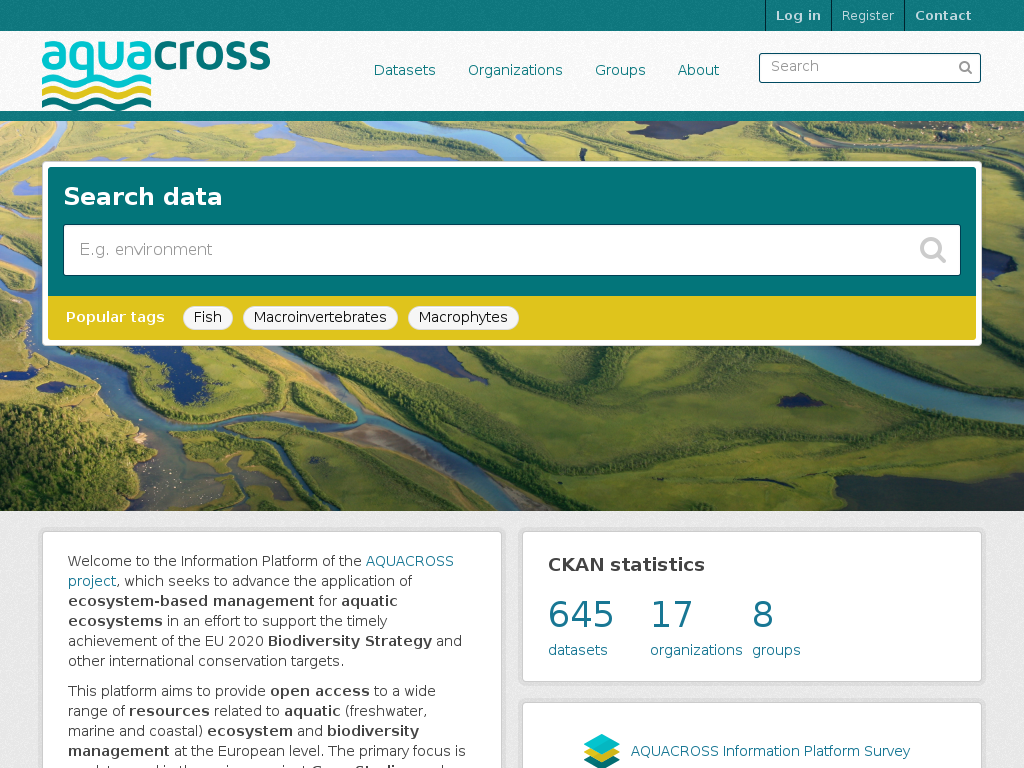 Log in Register Contact
aquacross
Datasets Organizations Groups About Search
Search data
E.g. environment
Popular tags Fish Macroinvertebrates Macrophytes
Welcome to the Information Platform of the AQUACROSS
project, which seeks to advance the application of
ecosystem-based management for aquatic
ecosystems in an effort to support the timely
achievement of the EU 2020 Biodiversity Strategy and
other international conservation targets.
This platform aims to provide open access to a wide
range of resources related to aquatic (freshwater,
marine and coastal) ecosystem and biodiversity
management at the European level. The primary focus is
CKAN statistics
645 17 8
datasets organizations groups
AQUACROSS Information Platform Survey